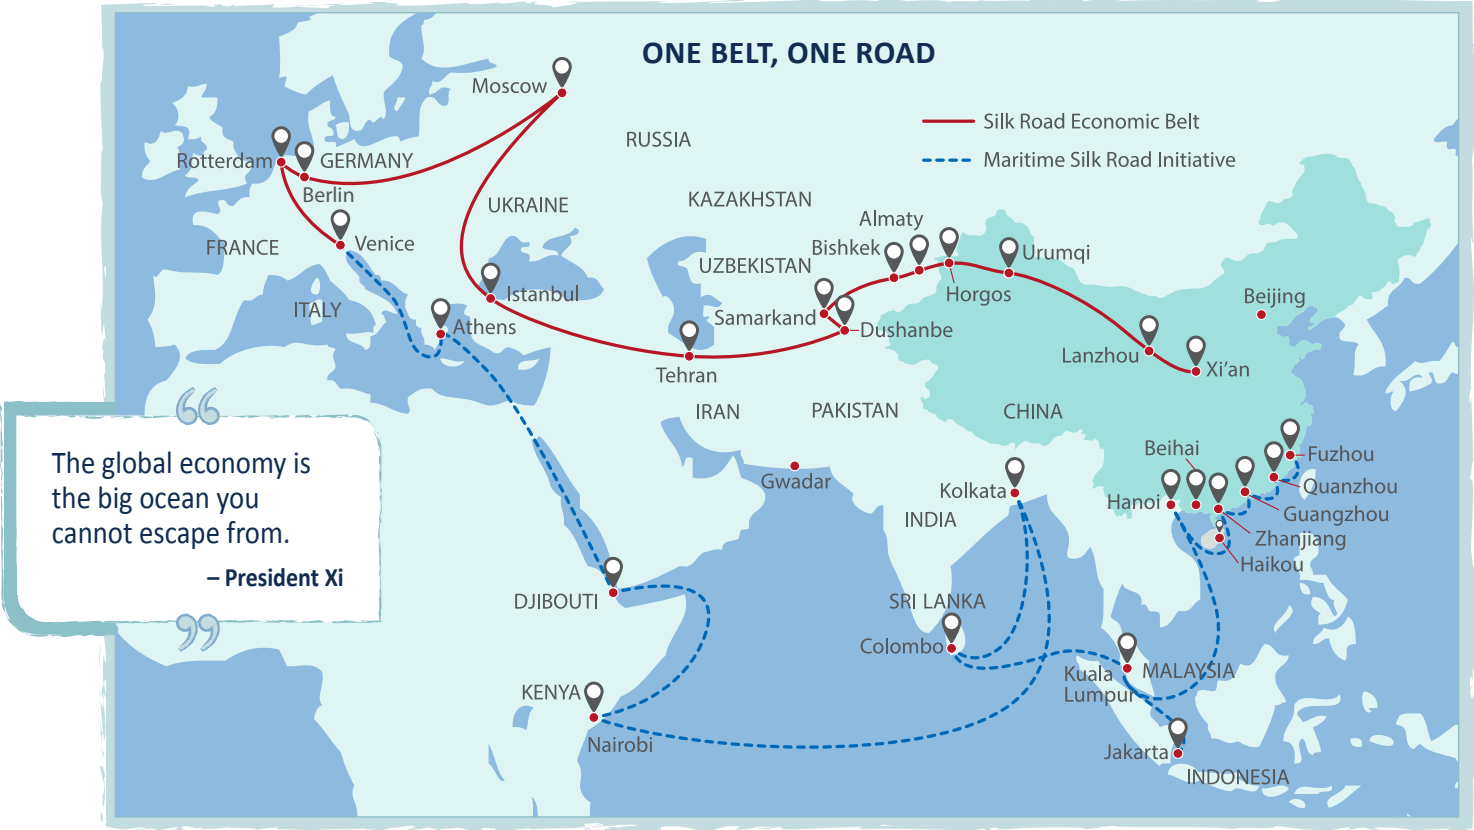 ONE BELT, ONE ROAD
Silk Road Economic Belt
Maritime Silk Road Initiative
Moscow
RUSSIA
Rotterdam
GERMANY
Berlin
UKRAINE
KAZAKHSTAN
FRANCE
Venice
Almaty
Bishkek
Urumqi
UZBEKISTAN
Horgos
Beijing
ITALY
Istanbul
Athens
Samarkand
Dushanbe
Tehran
Lanzhou
Xi’an
IRAN
PAKISTAN
CHINA
“
The global economy is
the big ocean you
cannot escape from.
– President Xi
”
Gwadar
Kolkata
INDIA
Beihai
Hanoi
Fuzhou
Quanzhou
Guangzhou
Zhanjiang
Haikou
DJIBOUTI
SRI LANKA
Colombo
KENYA
Nairobi
Kuala
Lumpur
MALAYSIA
Jakarta
INDONESIA